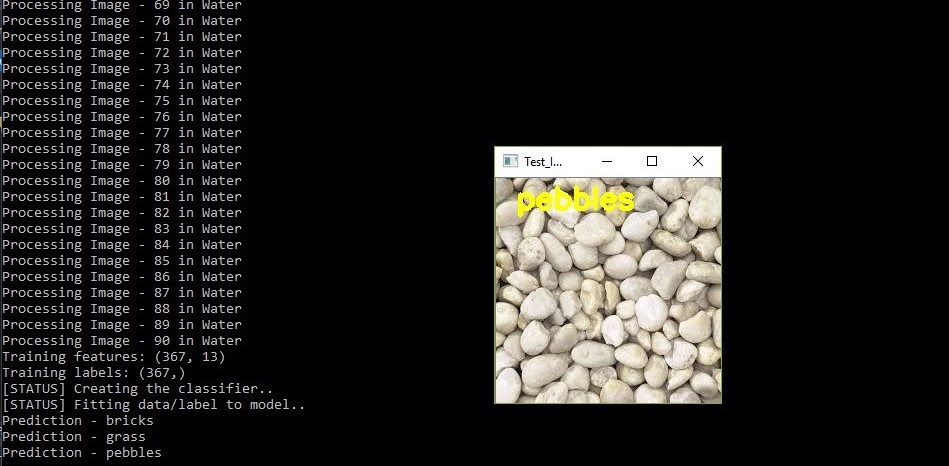 Processing Image - 69 in Water
Processing Image - 70 in Water
Processing Image - 71 in Water
Processing Image - 72 in Water
Processing Image - 73 in Water
Processing Image - 74 in Water
Processing Image - 75 in Water
Processing Image - 76 in Water
Processing Image - 77 in Water
Processing Image - 78 in Water
Processing Image - 79 in Water
Processing Image - 80 in Water
Processing Image - 81 in Water
Processing Image - 82 in Water
Processing Image - 83 in Water
Processing Image - 84 in Water
Processing Image - 85 in Water
Processing Image - 86 in Water
Processing Image - 87 in Water
Processing Image - 88 in Water
Processing Image - 89 in Water
Processing Image - 90 in Water
Training features: (367, 13)
Training labels: (367,)
[STATUS] Creating the classifier..
[STATUS] Fitting data/label to model..
Prediction - bricks
Prediction - grass
Prediction - pebbles
Test_I...
pebbles